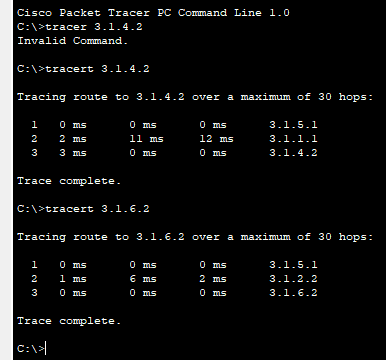 Cisco Packet Tracer PC Command Line 1.0
C:\>tracer 3.1.4.2
Invalid Command.
C:\>tracert 3.1.4.2
Tracing route to 3.1.4.2 over a maximum of 30 hops:
1 0 ms 0 ms 0 ms 3.1.5.1
2 2 ms 11 ms 12 ms 3.1.1.1
3 3 ms 0 ms 0 ms 3.1.4.2
Trace complete.
C:\>tracert 3.1.6.2
Tracing route to 3.1.6.2 over a maximum of 30 hops:
1 0 ms 0 ms 0 ms 3.1.5.1
2 1 ms 6 ms 2 ms 3.1.2.2
3 0 ms 0 ms 0 ms 3.1.6.2
Trace complete.
C:\>